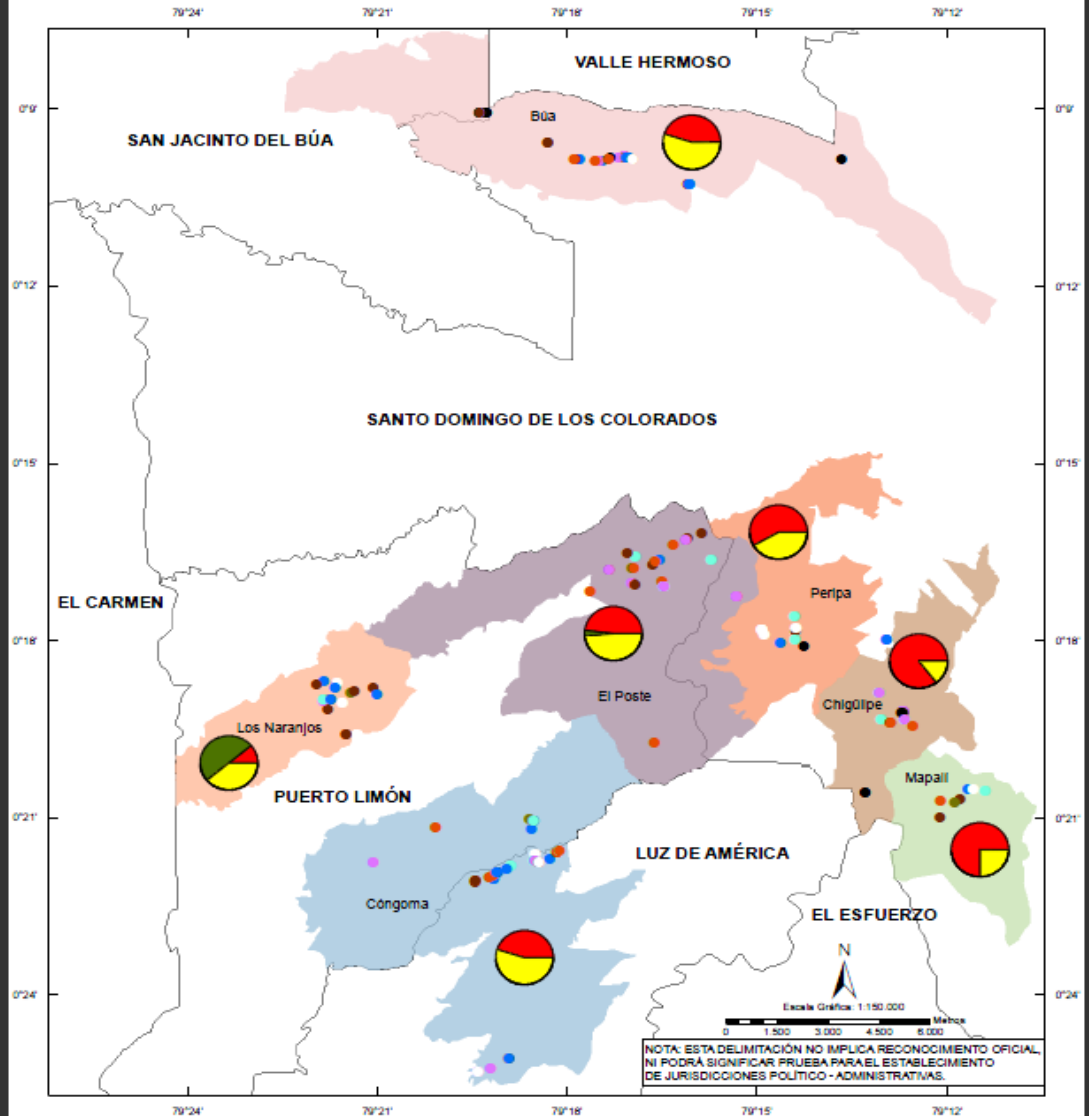 79°24'
79°21'
79°18'
79°15'
79°12'
VALLE HERMOSO
0°9'
0°9'
Búa
SAN JACINTO DEL BÚA
0°12'
0°12'
SANTO DOMINGO DE LOS COLORADOS
0°15'
0°15'
Peripa
EL CARMEN
0°18'
0°18'
El Poste
Chigüilpe
Los Naranjos
Mapalí
PUERTO LIMÓN
0°21'
0°21'
LUZ DE AMÉRICA
Cóngoma
EL ESFUERZO
N
0°24'
0°24'
Escala Gráfica: 1:150.000
Metros
0 1.500 3.000 4.500 6.000
NOTA: ESTA DELIMITACIÓN NO IMPLICA RECONOCIMIENTO OFICIAL,
NI PODRÁ SIGNIFICAR PRUEBA PARA EL ESTABLECIMIENTO
DE JURISDICCIONES POLÍTICO - ADMINISTRATIVAS.
79°24'
79°21'
79°18'
79°15'
79°12'